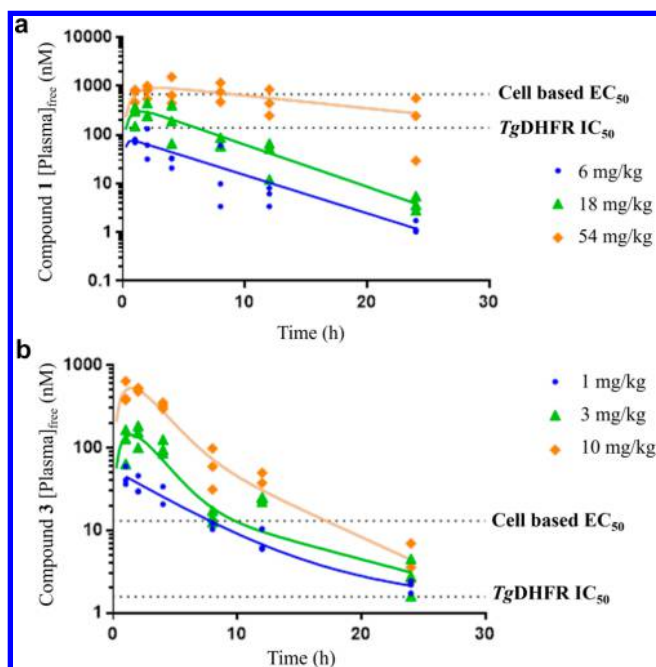 a
Compound 1 [Plasma]free (nM)
10000
1000
100
10
1
0.1
0
10
20
30
Time (h)
Cell based EC50
TgDHFR IC50
6 mg/kg
18 mg/kg
54 mg/kg
b
Compound 3 [Plasma]free (nM)
1000
100
10
1
0
10
20
30
Time (h)
1 mg/kg
3 mg/kg
10 mg/kg
Cell based EC50
TgDHFR IC50